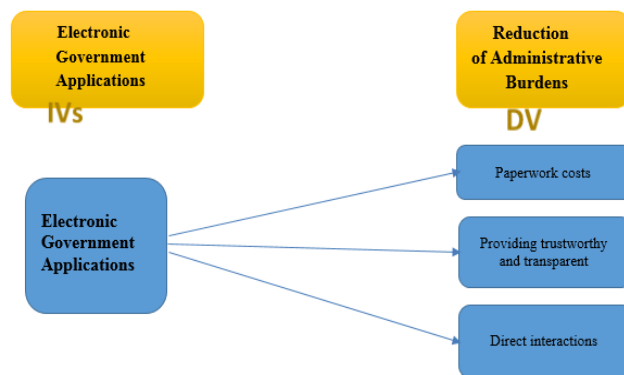 Electronic
Government
Applications
IVs
Reduction
of Administrative
Burdens
DV
Electronic
Government
Applications
Paperwork costs
Providing trustworthy
and transparent
Direct interactions